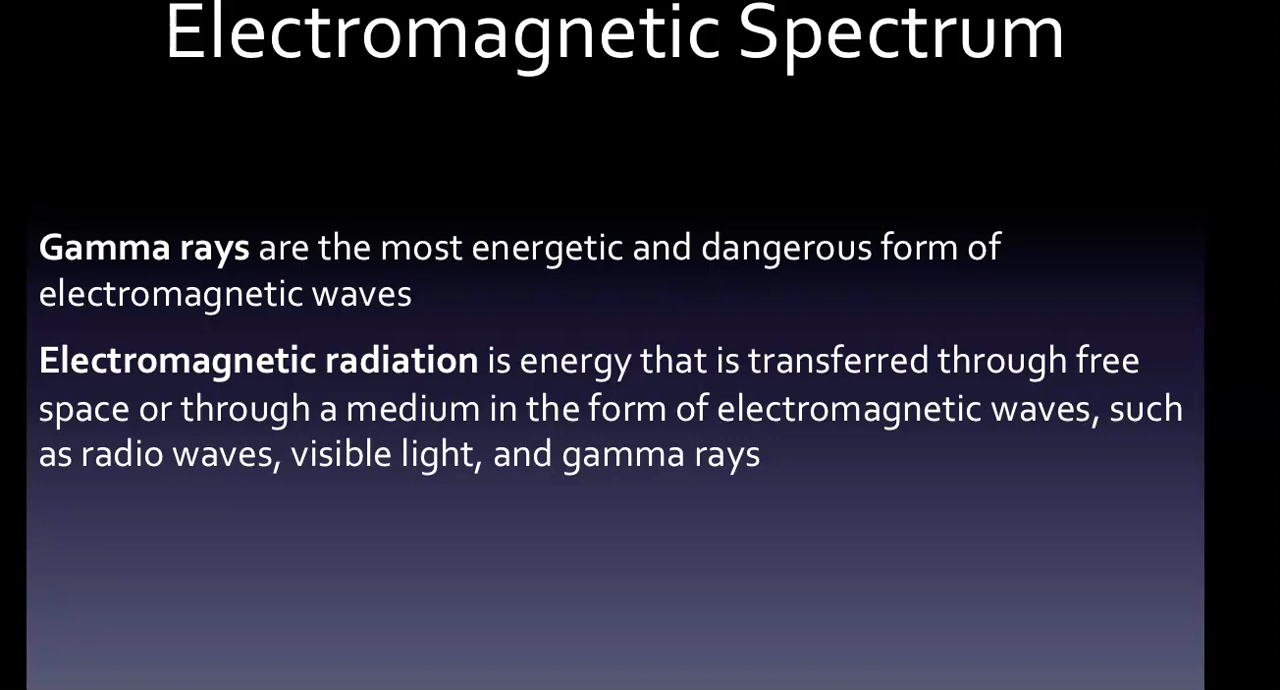 Electromagnetic Spectrum
Gamma rays are the most energetic and dangerous form of
electromagnetic waves
Electromagnetic radiation is energy that is transferred through free
space or through a medium in the form of electromagnetic waves, such
as radio waves, visible light, and gamma rays